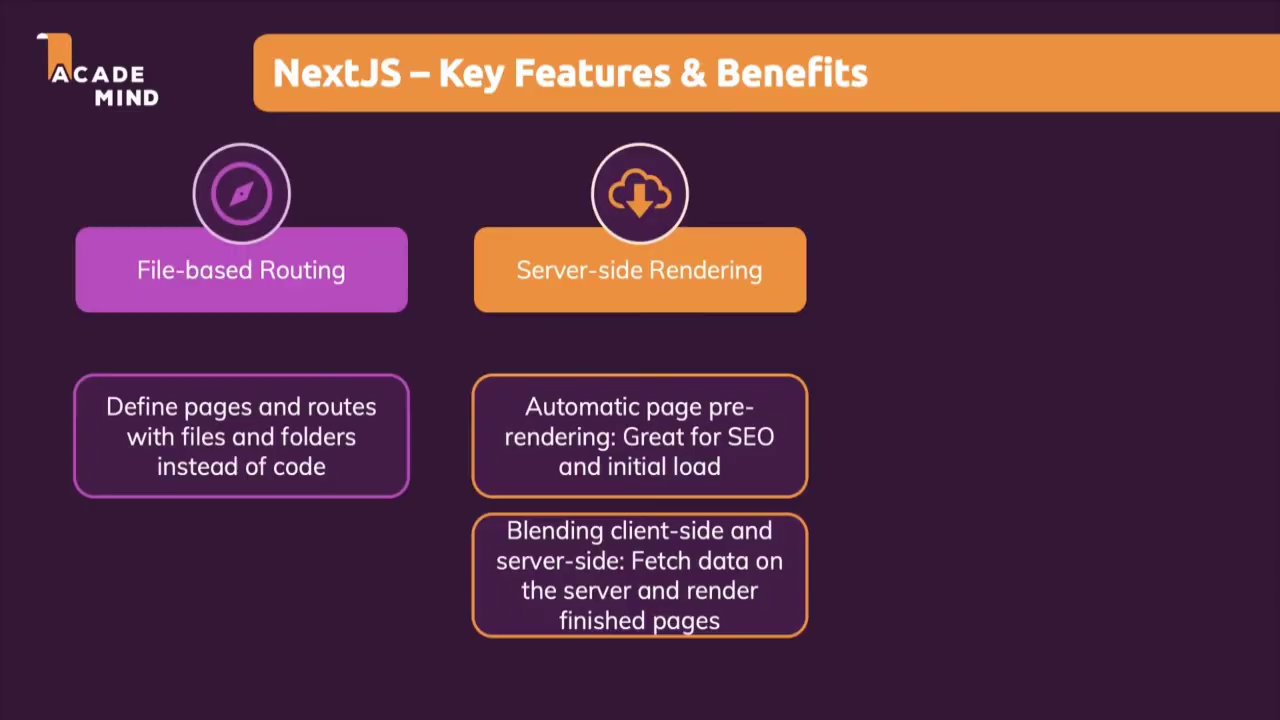 ACADE
MIND
NextJS – Key Features & Benefits
File-based Routing
Define pages and routes
with files and folders
instead of code
Server-side Rendering
Automatic page pre-
rendering: Great for SEO
and initial load
Blending client-side and
server-side: Fetch data on
the server and render
finished pages